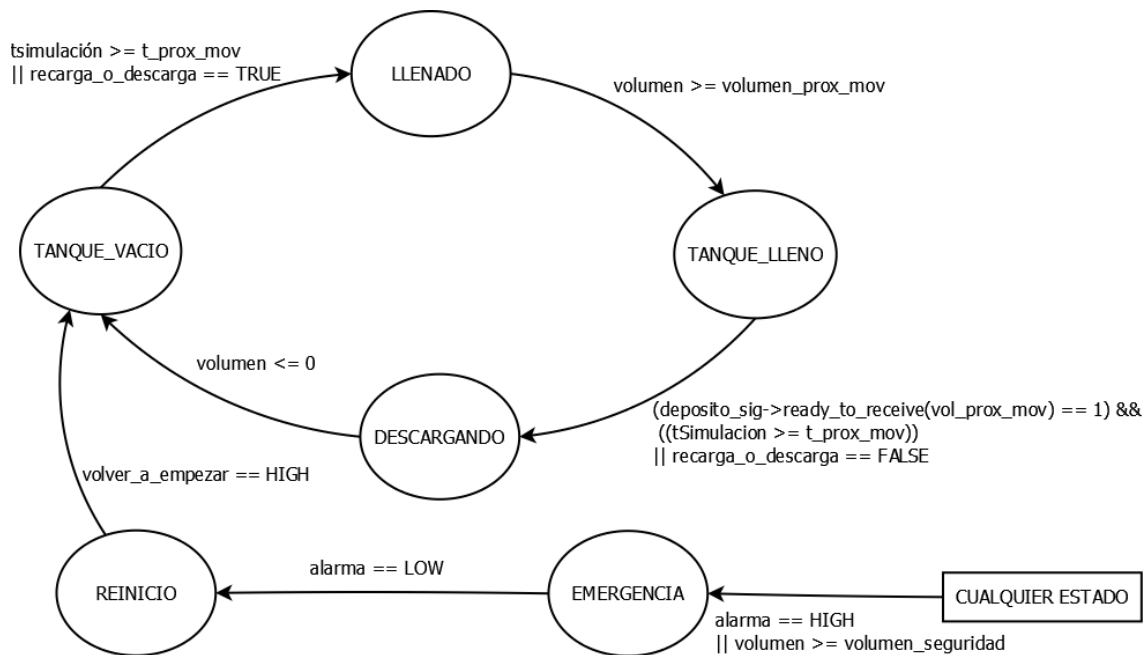 tsimulación >= t_prox_mov
|| recarga_o_descarga == TRUE
LLENADO
volumen >= volumen_prox_mov
TANQUE_VACIO
TANQUE_LLENO
volumen <= 0
DESCARGANDO
(deposito_sig->ready_to_receive(vol_prox_mov) == 1) &&
((tSimulacion >= t_prox_mov))
|| recarga_o_descarga == FALSE
volver_a_empezar == HIGH
REINICIO
alarma == LOW
EMERGENCIA
CUALQUIER ESTADO
alarma == HIGH
|| volumen >= volumen_seguridad